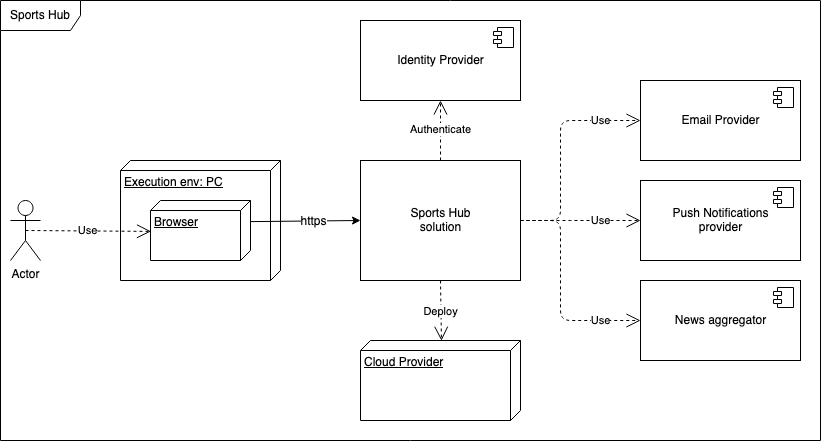 Sports Hub
Identity Provider
Authenticate
Execution env: PC
Browser
Use
Actor
https
Sports Hub
solution
Use
Email Provider
Use
Push Notifications
provider
Use
News aggregator
Deploy
Cloud Provider